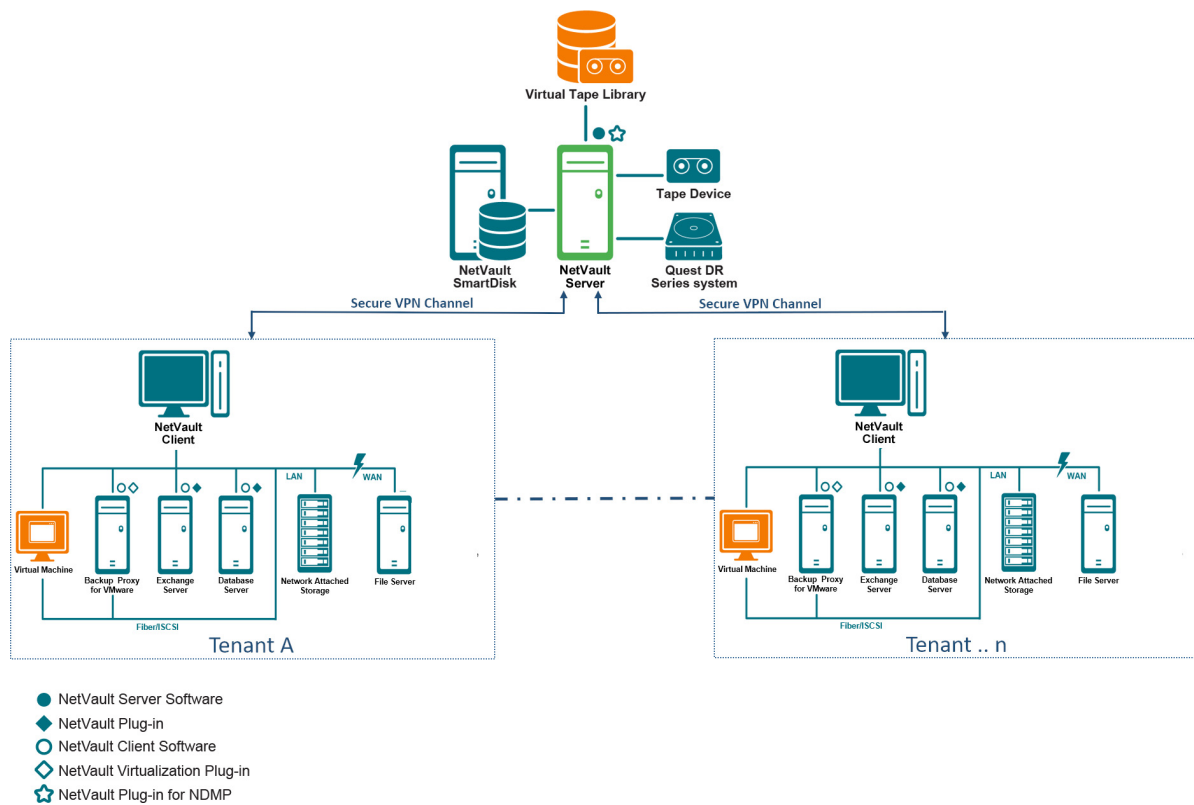 Virtual Tape Library
Tape Device
NetVault
SmartDisk
NetVault
Server
Quest DR
Series system
Secure VPN Channel
Secure VPN Channel
NetVault
Client
LAN
WAN
Virtual Machine
Backup Proxy
for VMware
Exchange
Server
Database
Server
Network Attached
Storage
File Server
Fiber/ISCSI
Tenant A
NetVault
Client
LAN
WAN
Virtual Machine
Backup Proxy
for VMware
Exchange
Server
Database
Server
Network Attached
Storage
File Server
Fiber/ISCSI
Tenant .. n
NetVault Server Software
NetVault Plug-in
NetVault Client Software
NetVault Virtualization Plug-in
NetVault Plug-in for NDMP